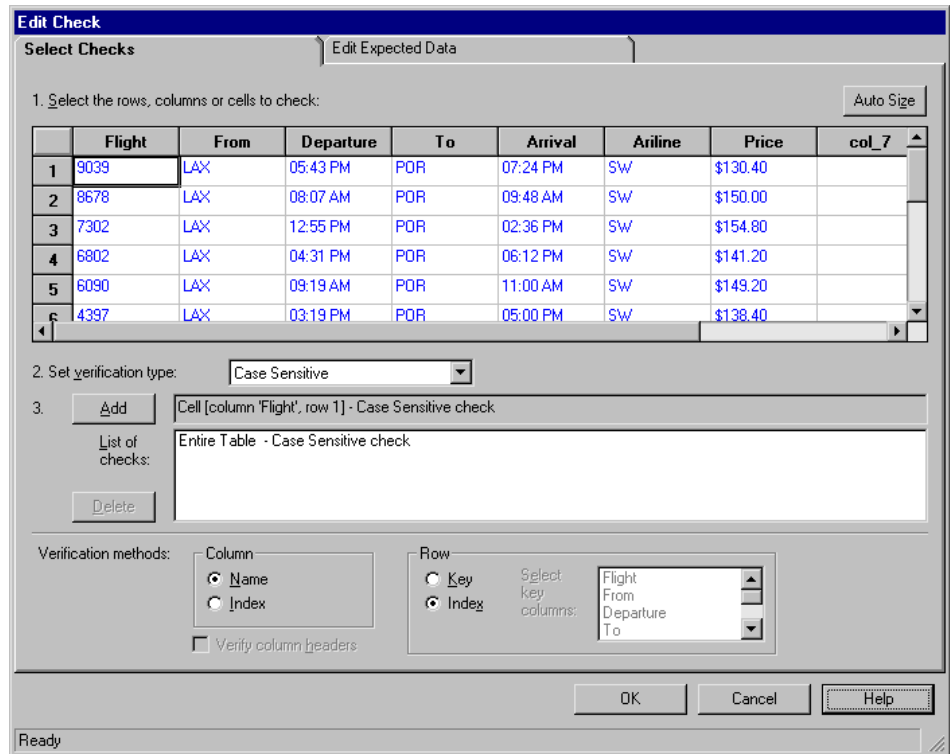 Edit Check
Select Checks Edit Expected Data
1. Select the rows, columns or cells to check: Auto Size
Flight From Departure To Arrival Ariline Price col_7
1 9039 LAX 05:43 PM POR 07:24 PM SW $130.40
2 8678 LAX 08:07 AM POR 09:48 AM SW $150.00
3 7302 LAX 12:55 PM POR 02:36 PM SW $154.80
4 6802 LAX 04:31 PM POR 06:12 PM SW $141.20
5 6090 LAX 09:19 AM POR 11:00 AM SW $149.20
6 4397 LAX 03:19 PM POR 05:00 PM SW $138.40
2. Set verification type: Case Sensitive
3. Add Cell [column 'Flight', row 1] - Case Sensitive check
List of checks: Entire Table - Case Sensitive check
Delete
Verification methods: Column Row
Name Key Select key columns: Flight
Index Index From
Departure
To
Verify column headers
OK Cancel Help
Ready